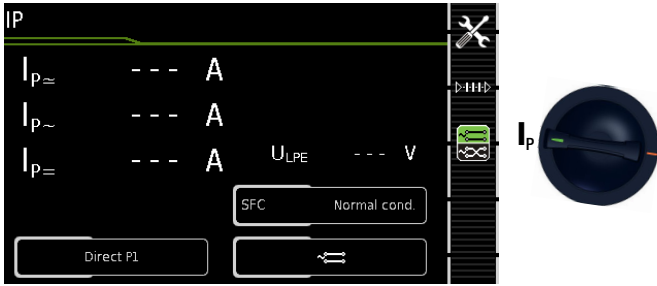 IP
Ip≂ --- A
Ip~ --- A
Ip= --- A
ULPE --- V
SFC Normal cond.
Direct P1
IP